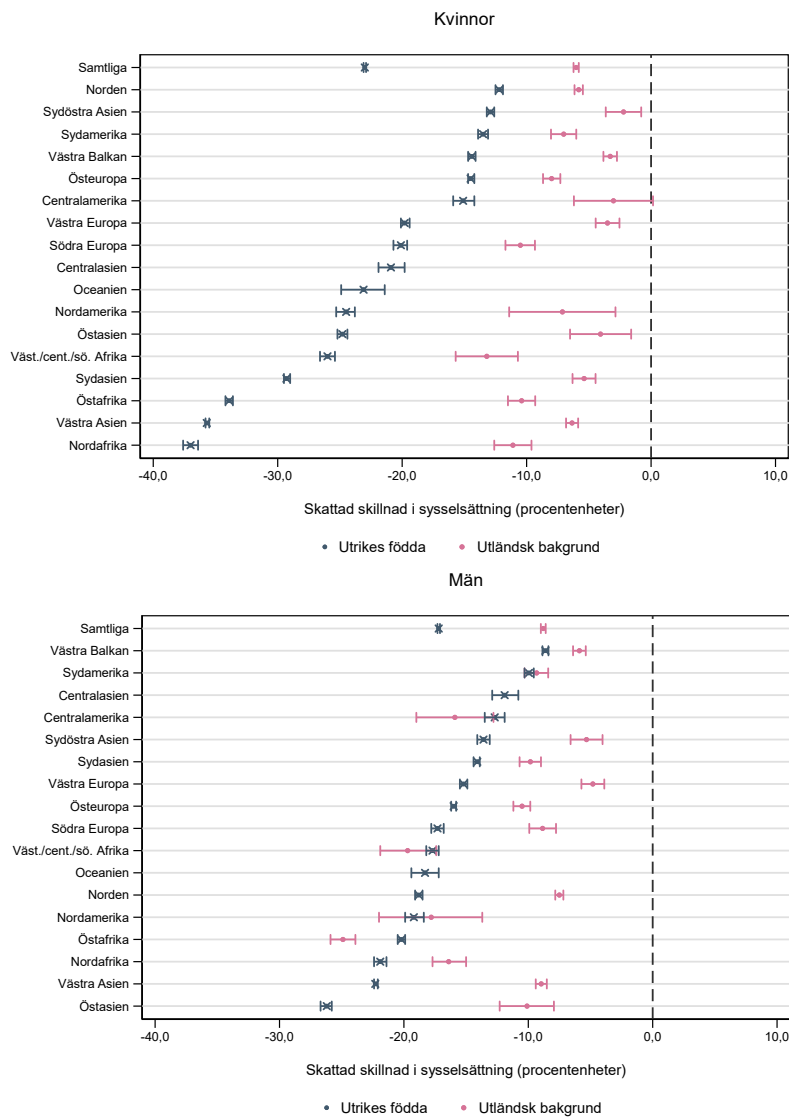 Kvinnor
Samtliga
Norden
Sydöstra Asien
Sydamerika
Västra Balkan
Östeuropa
Centralamerika
Västra Europa
Södra Europa
Centralasien
Oceanien
Nordamerika
Östasien
Väst./cent./sö. Afrika
Sydasien
Östafrika
Västra Asien
Nordafrika
-40,0 -30,0 -20,0 -10,0 0,0 10,0
Skattad skillnad i sysselsättning (procentenheter)
Utrikes födda Utländsk bakgrund
Män
Samtliga
Västra Balkan
Sydamerika
Centralasien
Centralamerika
Sydöstra Asien
Sydasien
Västra Europa
Östeuropa
Södra Europa
Väst./cent./sö. Afrika
Oceanien
Norden
Nordamerika
Östafrika
Nordafrika
Västra Asien
Östasien
-40,0 -30,0 -20,0 -10,0 0,0 10,0
Skattad skillnad i sysselsättning (procentenheter)
Utrikes födda Utländsk bakgrund